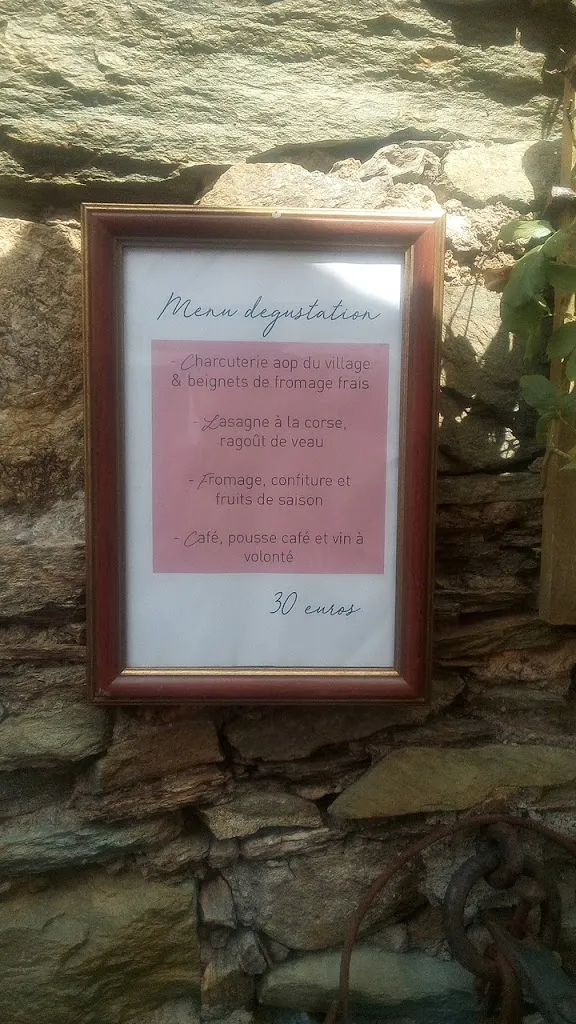 Menu degustation
- Charcuterie aop du village
& beignets de fromage frais
- Lasagne à la corse,
ragoût de veau
- Fromage, confiture et
fruits de saison
- Café, pousse café et vin à
volonté
30 euros